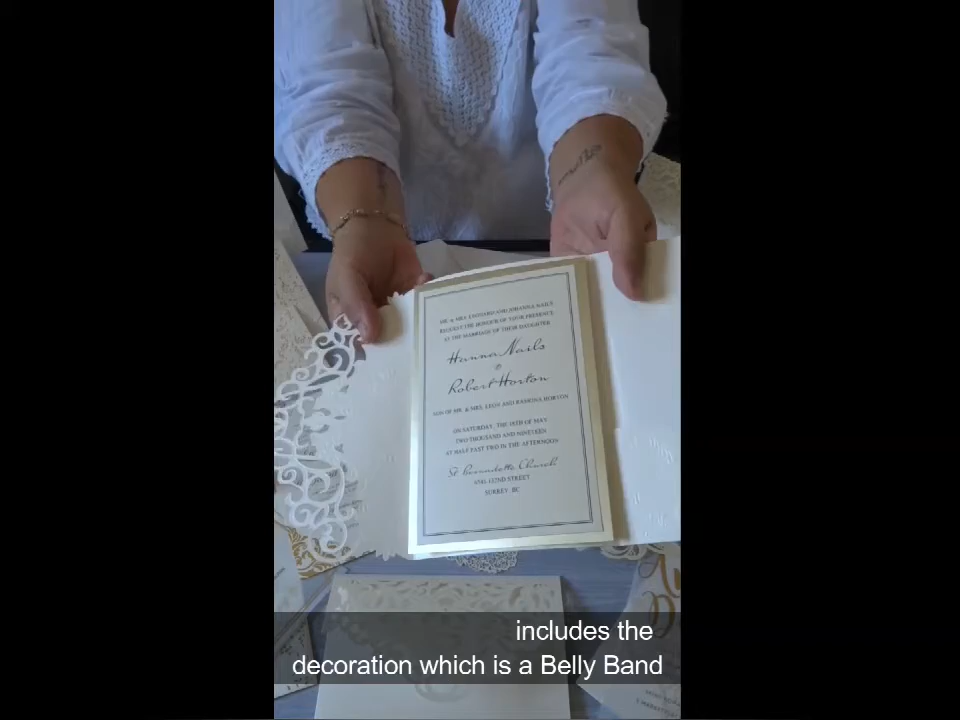 MR. & MRS. EDOUARD AND JOHANNA NAILS
REQUEST THE HONOUR OF YOUR PRESENCE
AT THE MARRIAGE OF THEIR DAUGHTER
Hanna Nails
&
Robert Horton
SON OF MR. & MRS. LEON AND RAMONA HORTON
ON SATURDAY, THE 18TH OF MAY
TWO THOUSAND AND NINETEEN
AT HALF PAST TWO IN THE AFTERNOON
St Bernadette Church
122ND STREET
SURREY BC
includes the
decoration which is a Belly Band